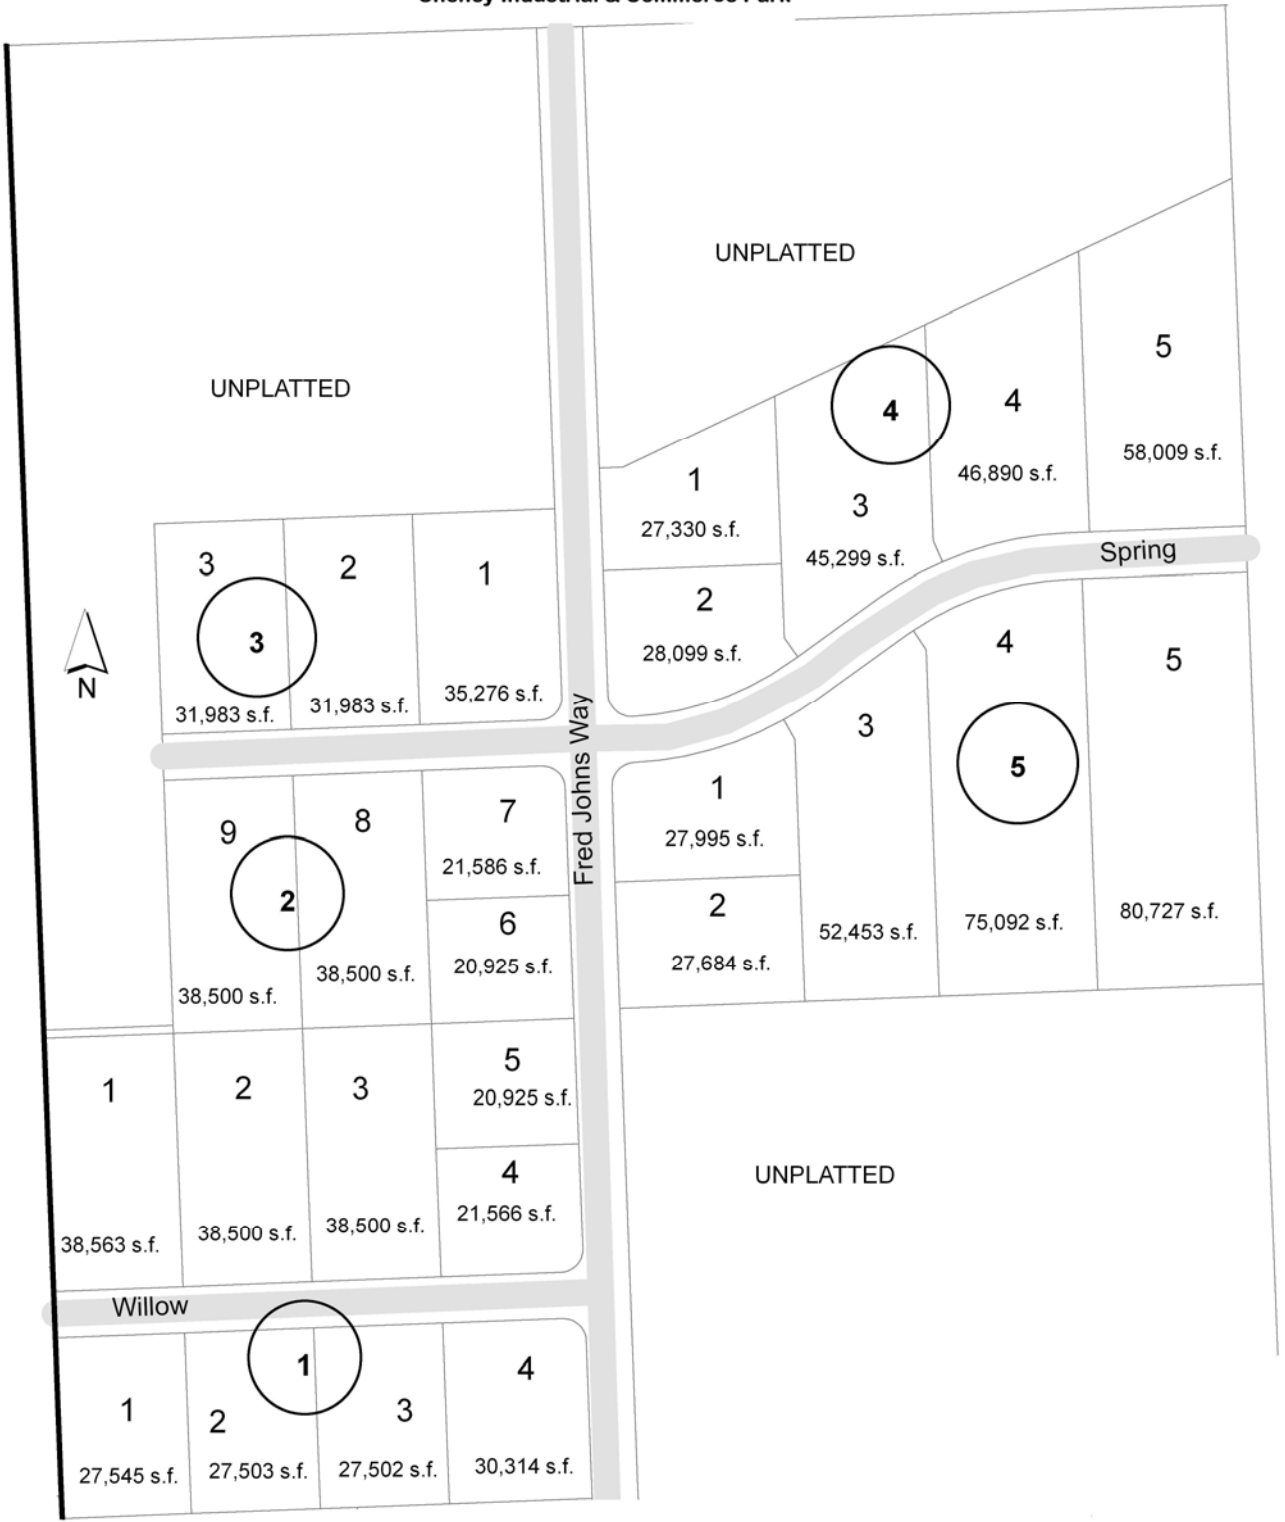 UNPLATTED
UNPLATTED
5
58,009 s.f.
4
4
46,890 s.f.
1
27,330 s.f.
3
45,299 s.f.
Spring
3
2
1
3
31,983 s.f.
31,983 s.f.
35,276 s.f.
2
28,099 s.f.
N
Fred Johns Way
4
5
3
5
1
27,995 s.f.
9
8
7
21,586 s.f.
2
6
20,925 s.f.
38,500 s.f.
38,500 s.f.
2
27,684 s.f.
52,453 s.f.
75,092 s.f.
80,727 s.f.
1
2
3
5
20,925 s.f.
4
21,566 s.f.
38,563 s.f.
38,500 s.f.
38,500 s.f.
UNPLATTED
Willow
1
1
2
3
4
27,545 s.f.
27,503 s.f.
27,502 s.f.
30,314 s.f.